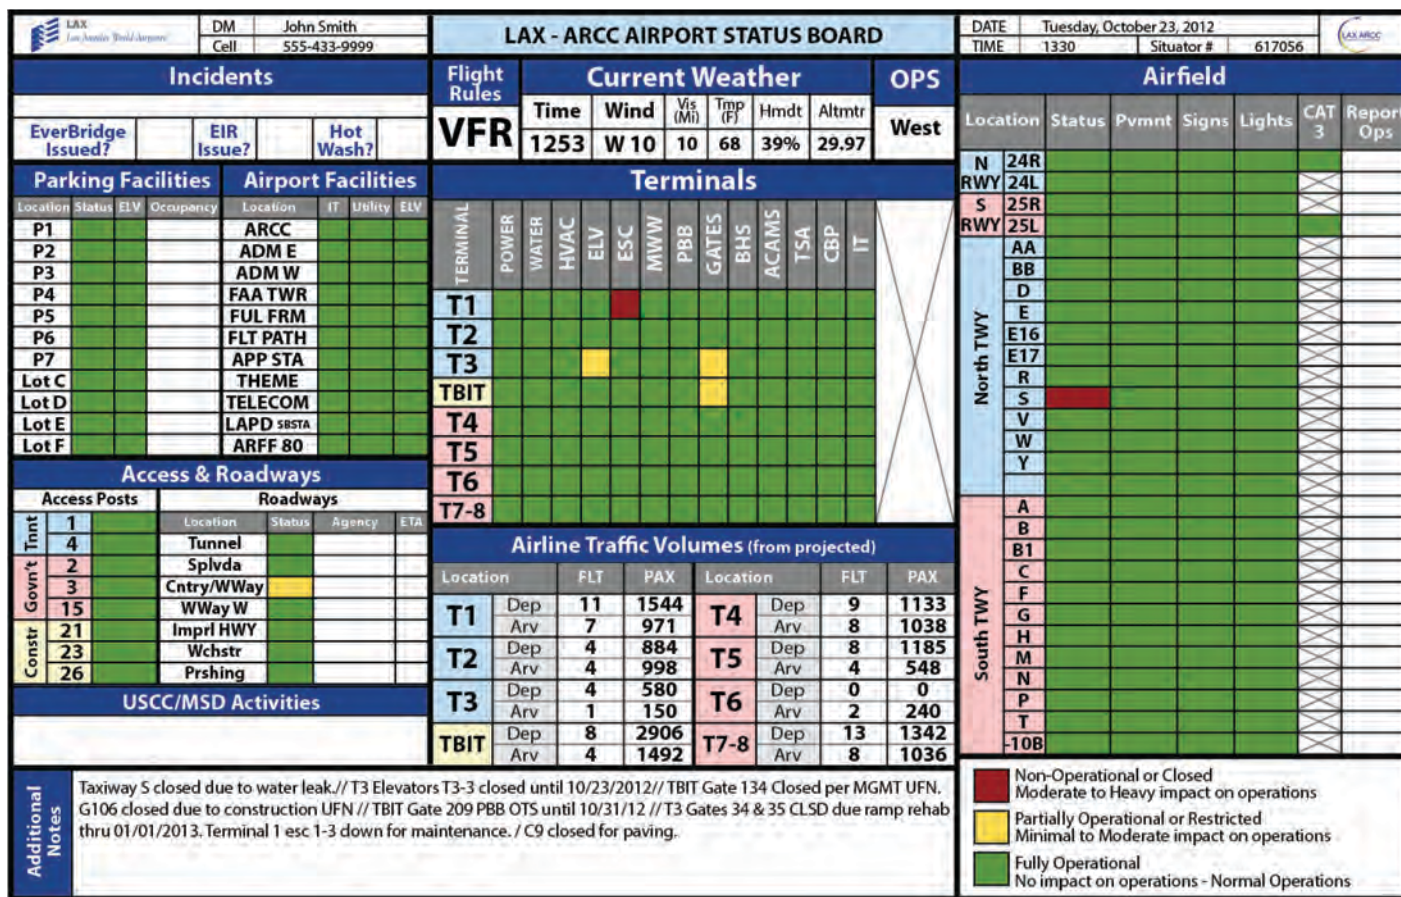 LAX
Los Angeles World Airports
DM John Smith
Cell 555-433-9999
LAX - ARCC AIRPORT STATUS BOARD
DATE Tuesday, October 23, 2012
TIME 1330 Situator # 617056
LAX ARCC
Incidents
EverBridge Issued? EIR Issue? Hot Wash?
Flight Rules
VFR
Current Weather
Time Wind Vis (Mi) Tmp (F) Hmdt Altmtr
1253 W 10 10 68 39% 29.97
OPS
West
Parking Facilities
Location Status ELV Occupancy
P1
P2
P3
P4
P5
P6
P7
Lot C
Lot D
Lot E
Lot F
Airport Facilities
Location IT Utility ELV
ARCC
ADM E
ADM W
FAA TWR
FUL FRM
FLT PATH
APP STA
THEME
TELECOM
LAPD SBSTA
ARFF 80
Access & Roadways
Access Posts
Tnnt 1
4
Govn't 2
3
15
Constr 21
23
26
Roadways
Location Status Agency ETA
Tunnel
Splvda
Cntry/WWay
WWay W
Imprl HWY
Wchstr
Prshing
USCC/MSD Activities
Terminals
TERMINAL POWER WATER HVAC ELV ESC MWW PBB GATES BHS ACAMS TSA CBP IT
T1
T2
T3
TBIT
T4
T5
T6
T7-8
Airline Traffic Volumes (from projected)
Location FLT PAX Location FLT PAX
T1 Dep 11 1544 T4 Dep 9 1133
Arv 7 971 Arv 8 1038
T2 Dep 4 884 T5 Dep 8 1185
Arv 4 998 Arv 4 548
T3 Dep 4 580 T6 Dep 0 0
Arv 1 150 Arv 2 240
TBIT Dep 8 2906 T7-8 Dep 13 1342
Arv 4 1492 Arv 8 1036
Airfield
Location Status Pvmnt Signs Lights CAT 3 Report Ops
N RWY 24R
24L
S RWY 25R
25L
North TWY
AA
BB
D
E
E16
E17
R
S
V
W
Y
South TWY
A
B
B1
C
F
G
H
M
N
P
T
-10B
Additional Notes
Taxiway S closed due to water leak.// T3 Elevators T3-3 closed until 10/23/2012// TBIT Gate 134 Closed per MGMT UFN.
G106 closed due to construction UFN // TBIT Gate 209 PBB OTS until 10/31/12 // T3 Gates 34 & 35 CLSD due ramp rehab
thru 01/01/2013. Terminal 1 esc 1-3 down for maintenance. / C9 closed for paving.
Non-Operational or Closed
Moderate to Heavy impact on operations
Partially Operational or Restricted
Minimal to Moderate impact on operations
Fully Operational
No impact on operations - Normal Operations